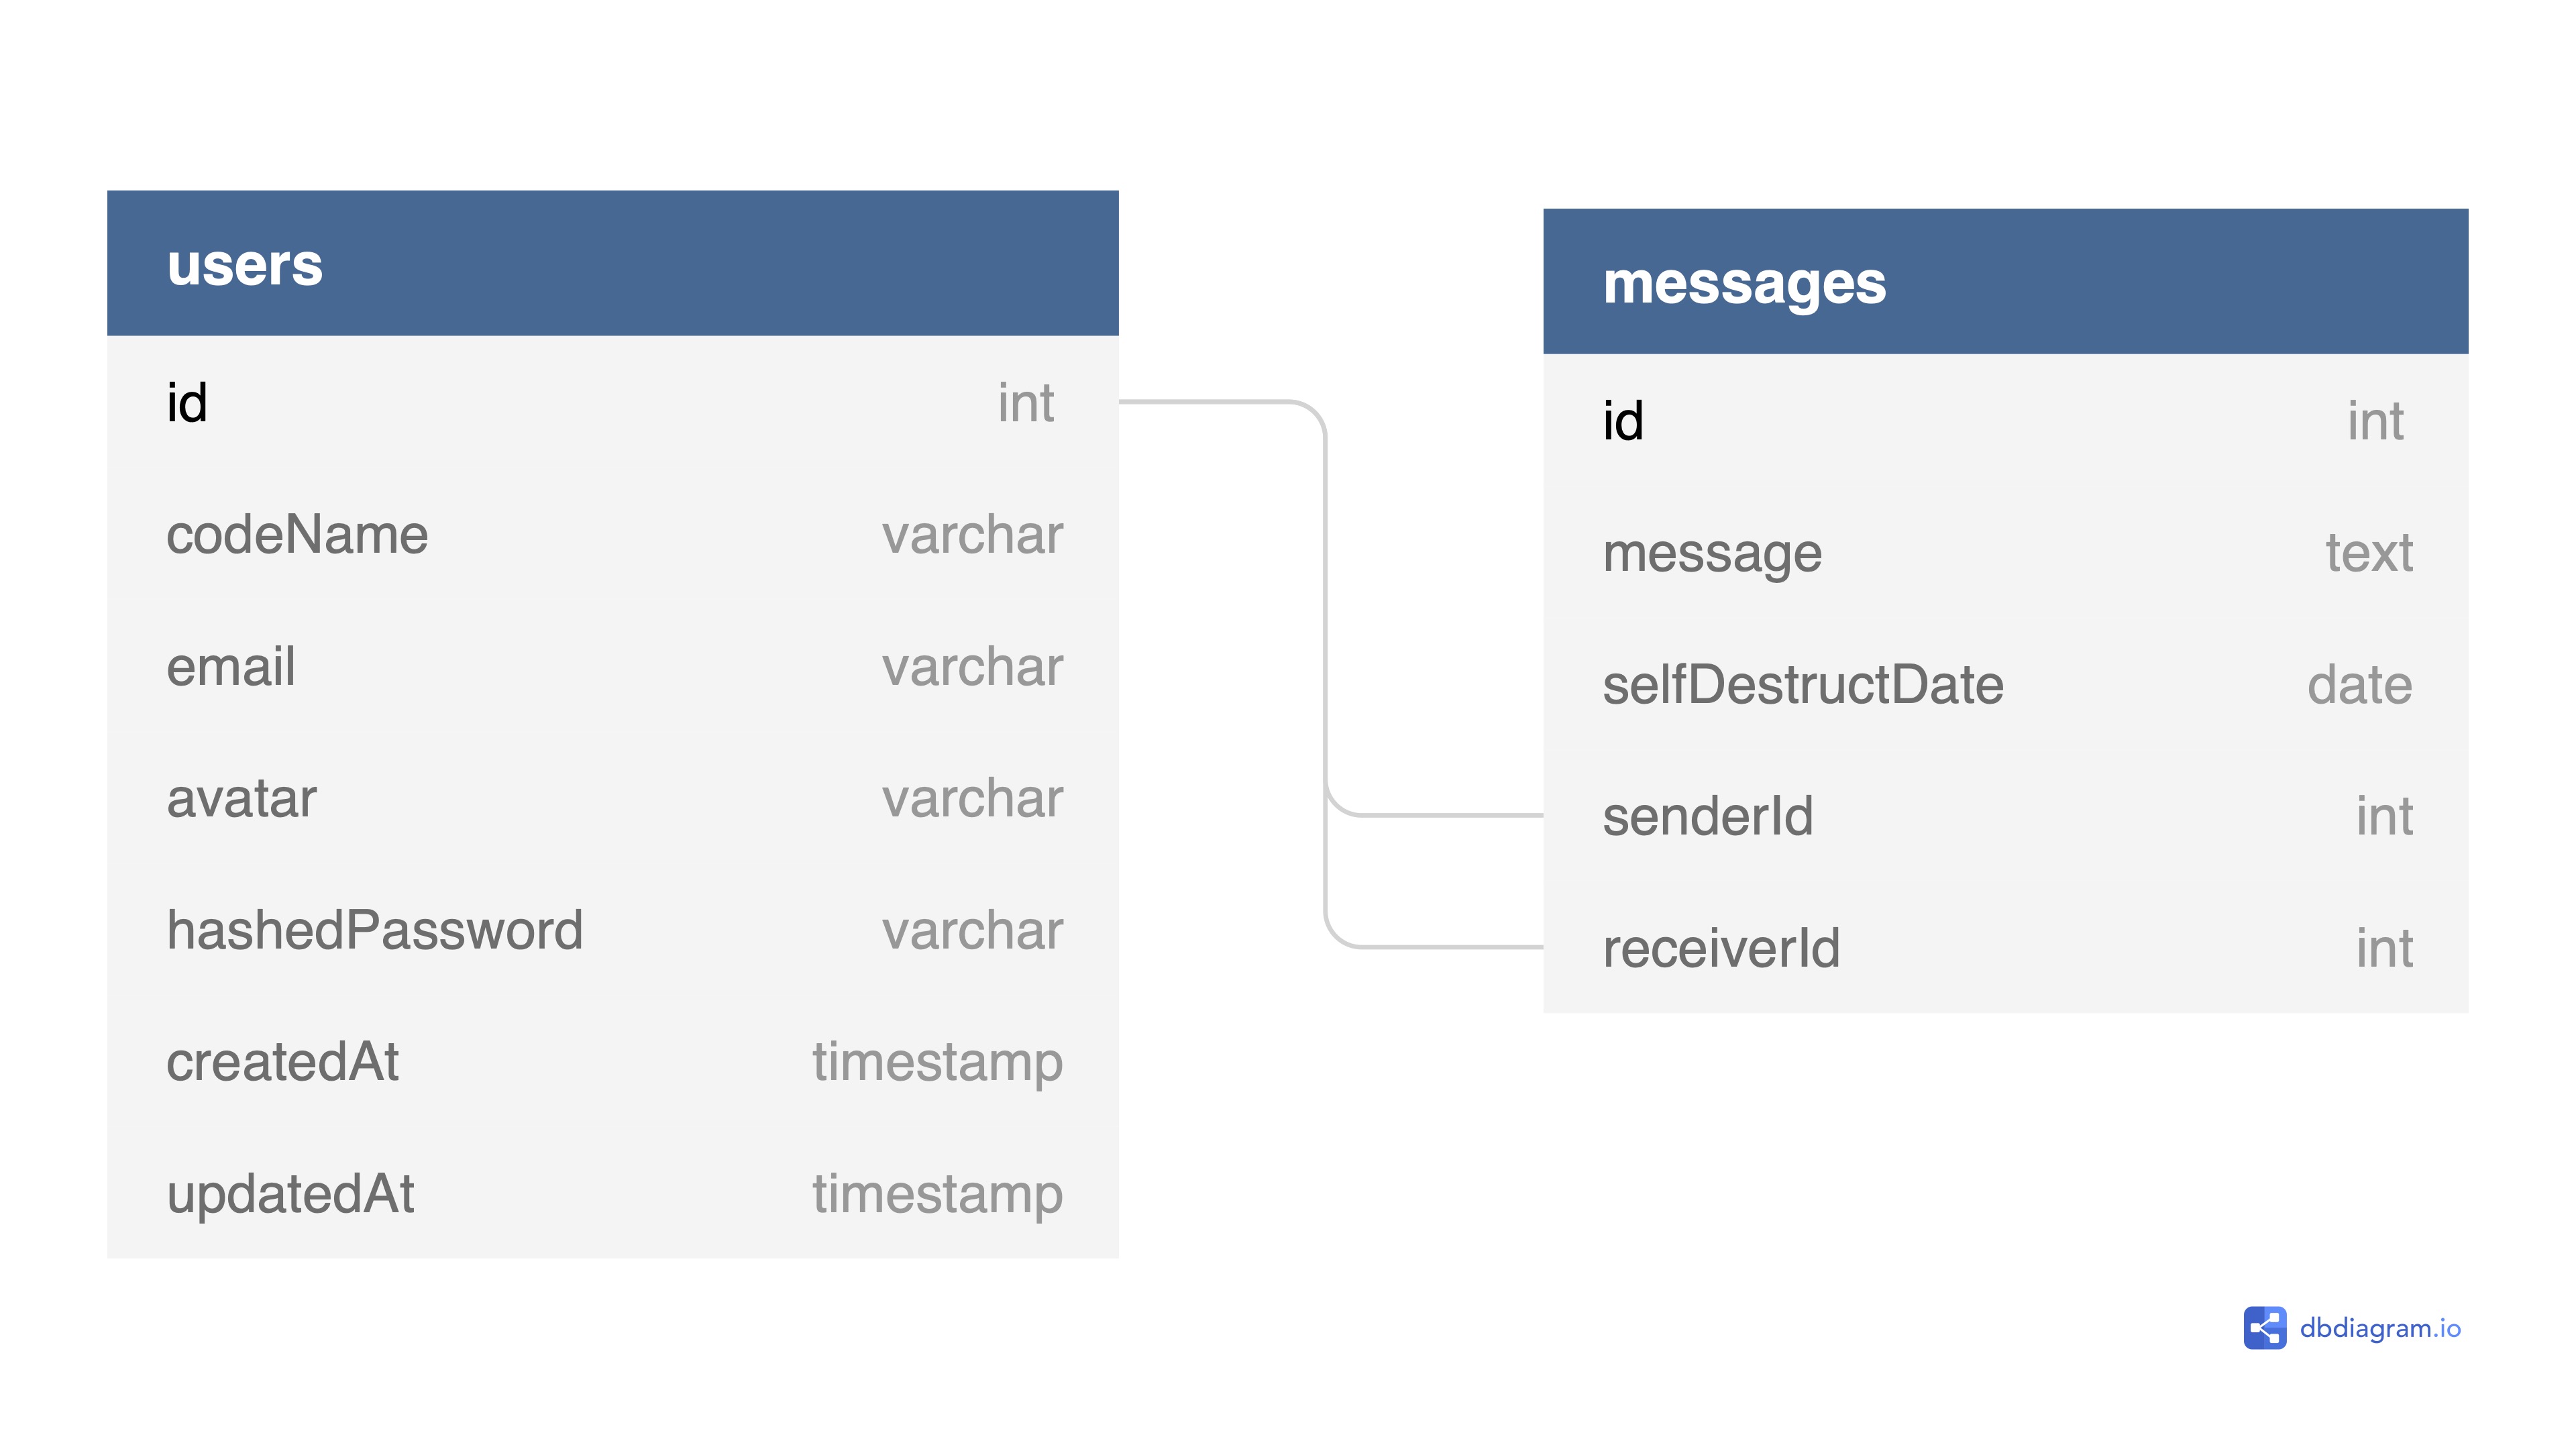 users
id int
codeName varchar
email varchar
avatar varchar
hashedPassword varchar
createdAt timestamp
updatedAt timestamp
messages
id int
message text
selfDestructDate date
senderId int
receiverId int
dbdiagram.io